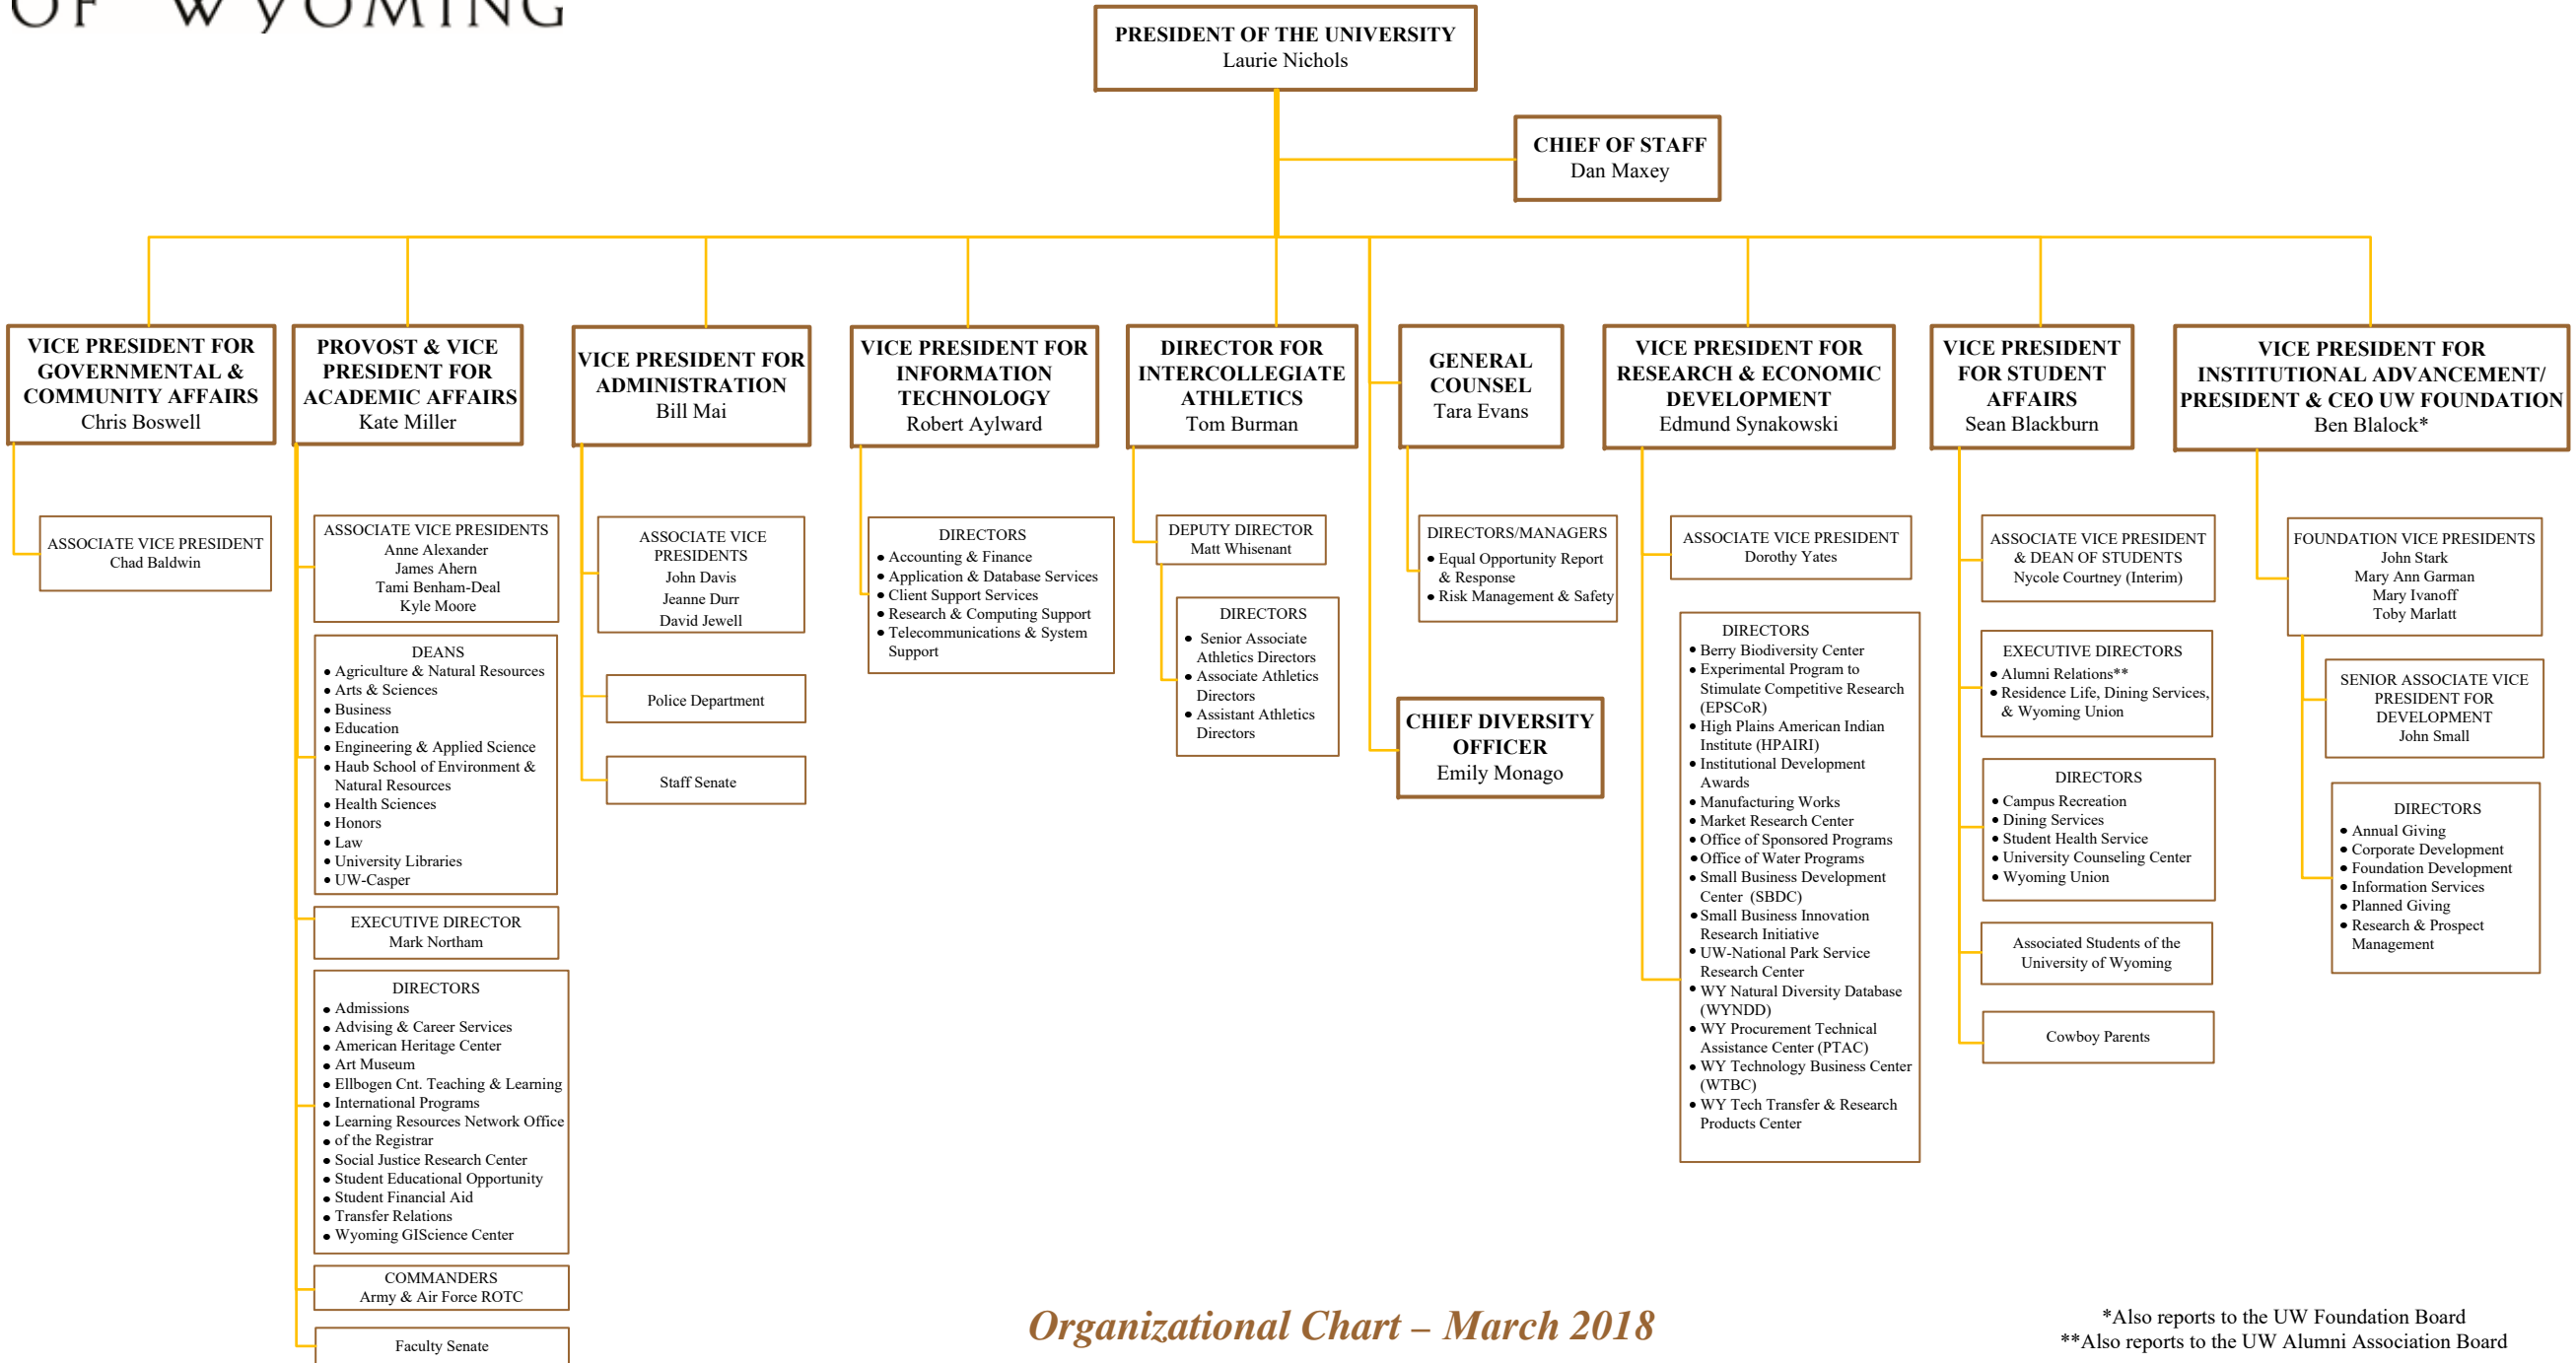 OF WYOMING
PRESIDENT OF THE UNIVERSITY
Laurie Nichols
CHIEF OF STAFF
Dan Maxey
VICE PRESIDENT FOR
GOVERNMENTAL &
COMMUNITY AFFAIRS
Chris Boswell
ASSOCIATE VICE PRESIDENT
Chad Baldwin
PROVOST & VICE
PRESIDENT FOR
ACADEMIC AFFAIRS
Kate Miller
ASSOCIATE VICE PRESIDENTS
Anne Alexander
James Ahern
Tami Benham-Deal
Kyle Moore
DEANS
• Agriculture & Natural Resources
• Arts & Sciences
• Business
• Education
• Engineering & Applied Science
• Haub School of Environment &
Natural Resources
• Health Sciences
• Honors
• Law
• University Libraries
• UW-Casper
EXECUTIVE DIRECTOR
Mark Northam
DIRECTORS
• Admissions
• Advising & Career Services
• American Heritage Center
• Art Museum
• Ellbogen Cnt. Teaching & Learning
• International Programs
• Learning Resources Network Office
• of the Registrar
• Social Justice Research Center
• Student Educational Opportunity
• Student Financial Aid
• Transfer Relations
• Wyoming GIScience Center
COMMANDERS
Army & Air Force ROTC
Faculty Senate
VICE PRESIDENT FOR
ADMINISTRATION
Bill Mai
ASSOCIATE VICE
PRESIDENTS
John Davis
Jeanne Durr
David Jewell
Police Department
Staff Senate
VICE PRESIDENT FOR
INFORMATION
TECHNOLOGY
Robert Aylward
DIRECTORS
• Accounting & Finance
• Application & Database Services
• Client Support Services
• Research & Computing Support
• Telecommunications & System
Support
DIRECTOR FOR
INTERCOLLEGIATE
ATHLETICS
Tom Burman
DEPUTY DIRECTOR
Matt Whisenant
DIRECTORS
• Senior Associate
Athletics Directors
• Associate Athletics
Directors
• Assistant Athletics
Directors
GENERAL
COUNSEL
Tara Evans
DIRECTORS/MANAGERS
• Equal Opportunity Report
& Response
• Risk Management & Safety
CHIEF DIVERSITY
OFFICER
Emily Monago
VICE PRESIDENT FOR
RESEARCH & ECONOMIC
DEVELOPMENT
Edmund Synakowski
ASSOCIATE VICE PRESIDENT
Dorothy Yates
DIRECTORS
• Berry Biodiversity Center
• Experimental Program to
Stimulate Competitive Research
(EPSCoR)
• High Plains American Indian
Institute (HPAIRI)
• Institutional Development
Awards
• Manufacturing Works
• Market Research Center
• Office of Sponsored Programs
• Office of Water Programs
• Small Business Development
Center (SBDC)
• Small Business Innovation
Research Initiative
• UW-National Park Service
Research Center
• WY Natural Diversity Database
(WYNDD)
• WY Procurement Technical
Assistance Center (PTAC)
• WY Technology Business Center
(WTBC)
• WY Tech Transfer & Research
Products Center
VICE PRESIDENT
FOR STUDENT
AFFAIRS
Sean Blackburn
ASSOCIATE VICE PRESIDENT
& DEAN OF STUDENTS
Nycole Courtney (Interim)
EXECUTIVE DIRECTORS
• Alumni Relations**
• Residence Life, Dining Services,
& Wyoming Union
DIRECTORS
• Campus Recreation
• Dining Services
• Student Health Service
• University Counseling Center
• Wyoming Union
Associated Students of the
University of Wyoming
Cowboy Parents
VICE PRESIDENT FOR
INSTITUTIONAL ADVANCEMENT/
PRESIDENT & CEO UW FOUNDATION
Ben Blalock*
FOUNDATION VICE PRESIDENTS
John Stark
Mary Ann Garman
Mary Ivanoff
Toby Marlatt
SENIOR ASSOCIATE VICE
PRESIDENT FOR
DEVELOPMENT
John Small
DIRECTORS
• Annual Giving
• Corporate Development
• Foundation Development
• Information Services
• Planned Giving
• Research & Prospect
Management
Organizational Chart – March 2018
*Also reports to the UW Foundation Board
**Also reports to the UW Alumni Association Board